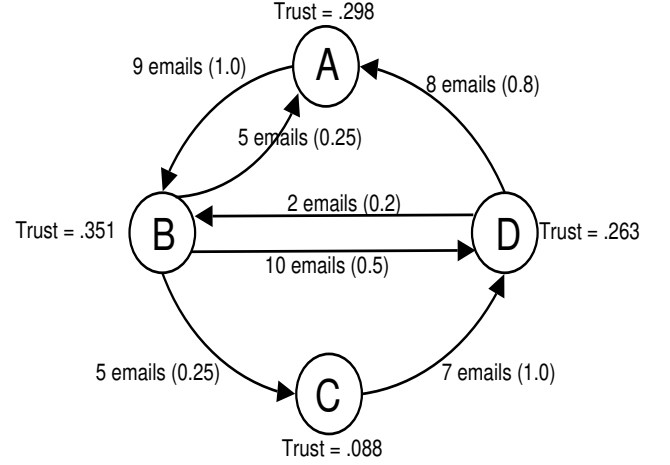 Trust = .298
A
9 emails (1.0)
8 emails (0.8)
5 emails (0.25)
2 emails (0.2)
Trust = .351
B
D
Trust = .263
10 emails (0.5)
5 emails (0.25)
7 emails (1.0)
C
Trust = .088